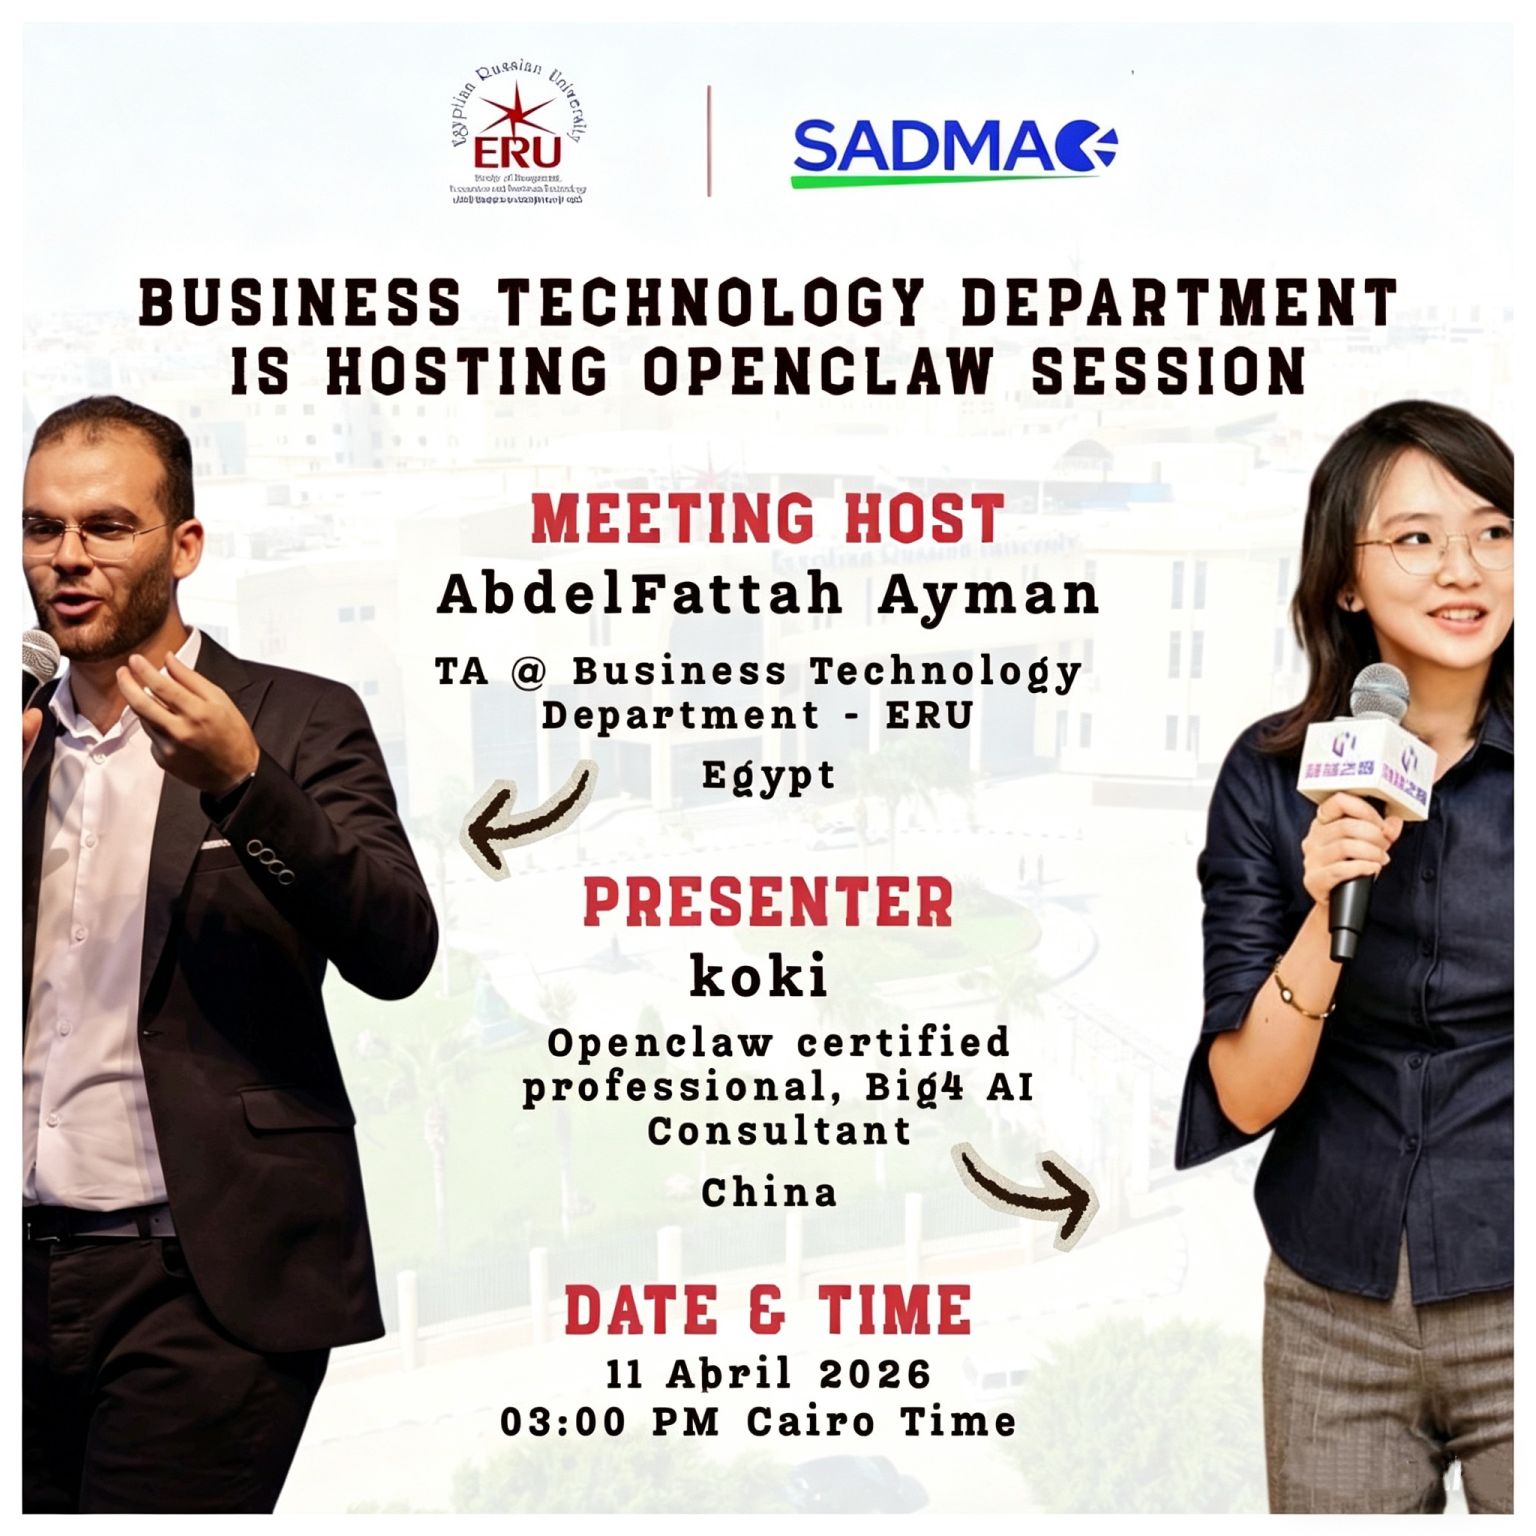 Egyptian Russian University
ERU
SADMAC
BUSINESS TECHNOLOGY DEPARTMENT
IS HOSTING OPENCLAW SESSION
MEETING HOST
AbdelFattah Ayman
TA @ Business Technology
Department - ERU
Egypt
PRESENTER
koki
Openclaw certified
professional, Big4 AI
Consultant
China
DATE & TIME
11 April 2026
03:00 PM Cairo Time